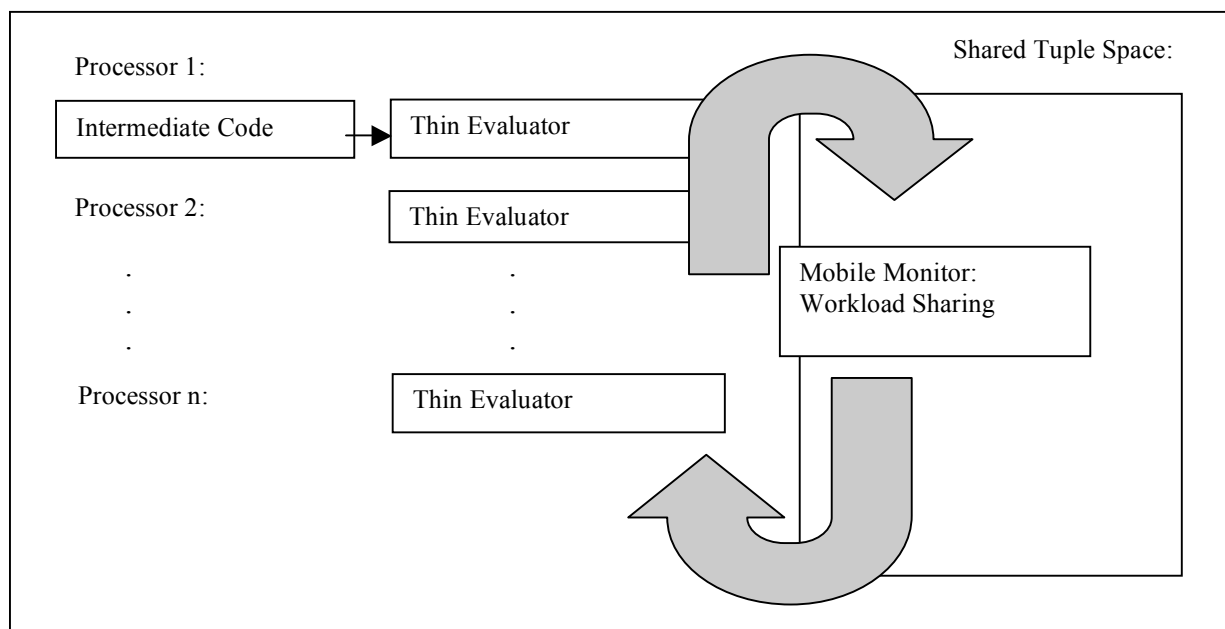 Shared Tuple Space:
Processor 1:
Intermediate Code
Thin Evaluator
Processor 2:
Thin Evaluator
. .
. .
. .
Mobile Monitor:
Workload Sharing
Processor n:
Thin Evaluator